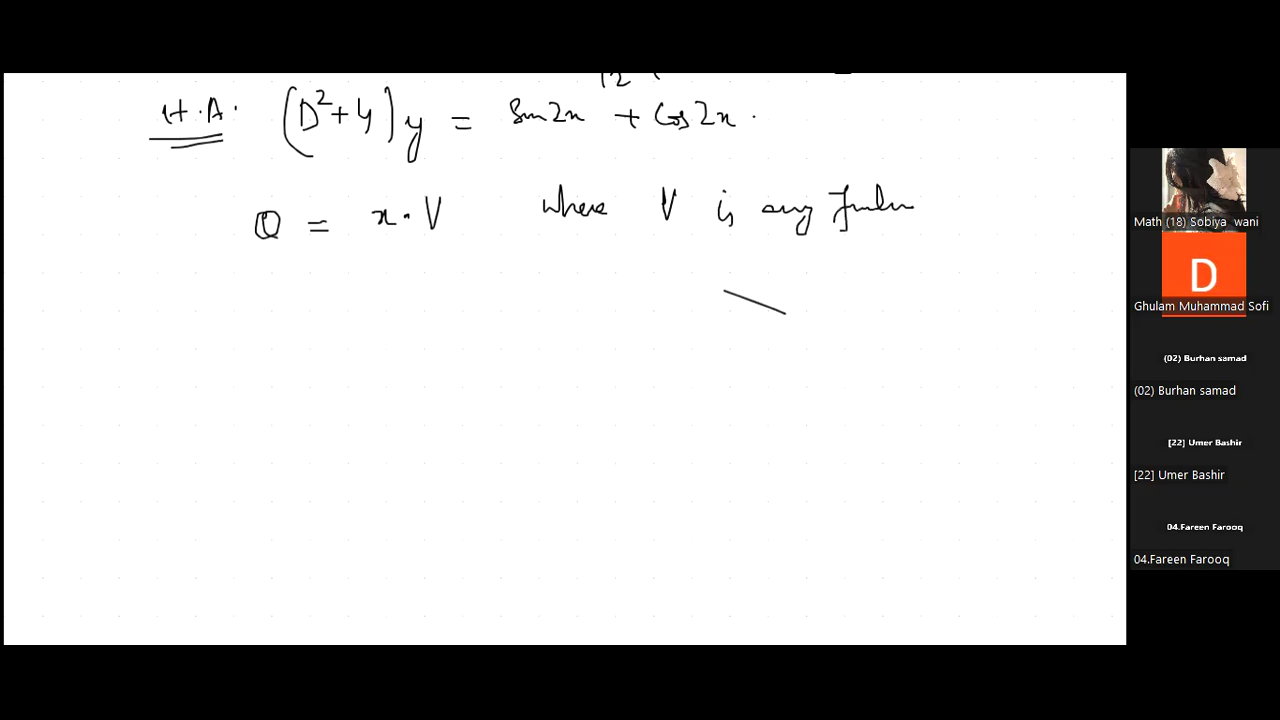 H.A. (D²+4)y = Sin2x + Cos2x.
Q = x.V where V is any
Math (18) Sobiya wani
D
Ghulam Muhammad Sofi
(02) Burhan samad
(02) Burhan samad
[22] Umer Bashir
[22] Umer Bashir
04.Fareen Farooq
04.Fareen Farooq